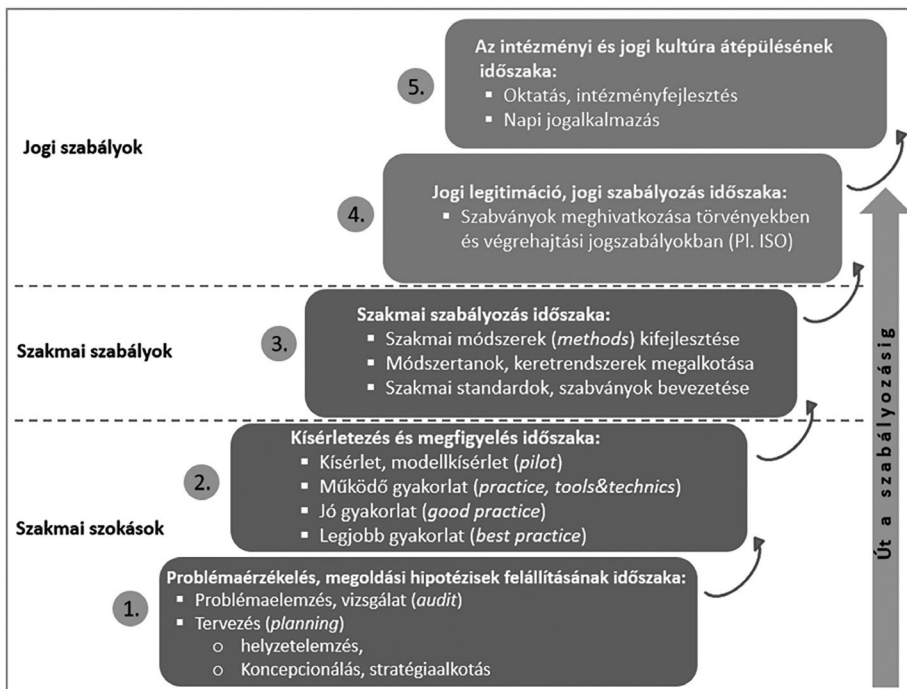 Az intézményi és jogi kultúra átépülésének
időszaka:
▪ Oktatás, intézményfejlesztés
▪ Napi jogalkalmazás
5.
Jogi szabályok
Jogi legitimáció, jogi szabályozás időszaka:
▪ Szabványok meghivatkozása törvényekben
és végrehajtási jogszabályokban (Pl. ISO)
4.
Szakmai szabályozás időszaka:
▪ Szakmai módszerek (methods) kifejlesztése
▪ Módszertanok, keretrendszerek megalkotása
▪ Szakmai standardok, szabványok bevezetése
3.
Szakmai szabályok
Kísérletezés és megfigyelés időszaka:
▪ Kísérlet, modellkísérlet (pilot)
▪ Működő gyakorlat (practice, tools&technics)
▪ Jó gyakorlat (good practice)
▪ Legjobb gyakorlat (best practice)
2.
Szakmai szokások
Problémaérzékelés, megoldási hipotézisek felállításának időszaka:
▪ Problémaelemzés, vizsgálat (audit)
▪ Tervezés (planning)
o helyzetelemzés,
o Koncepcionálás, stratégiaalkotás
1.
Út a szabályozásig